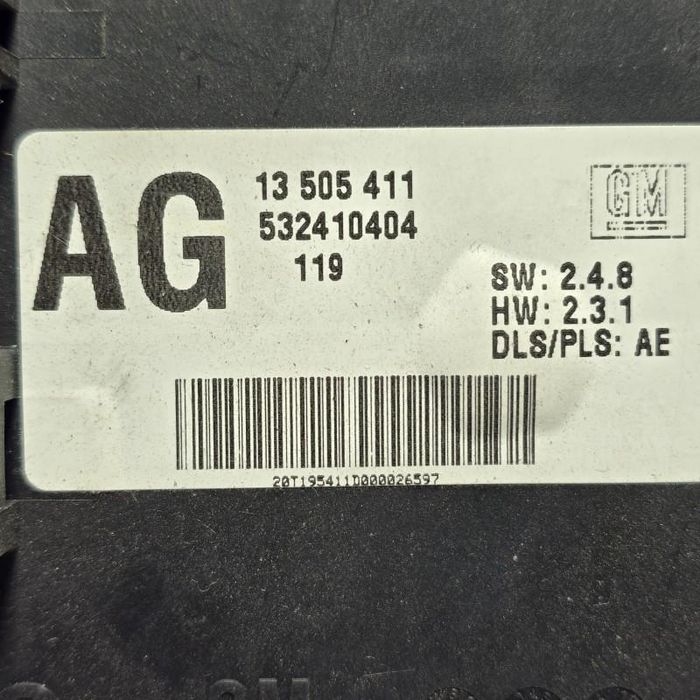 AG
13 505 411
532410404
119
GM
SW: 2.4.8
HW: 2.3.1
DLS/PLS: AE
20T195411D000026597